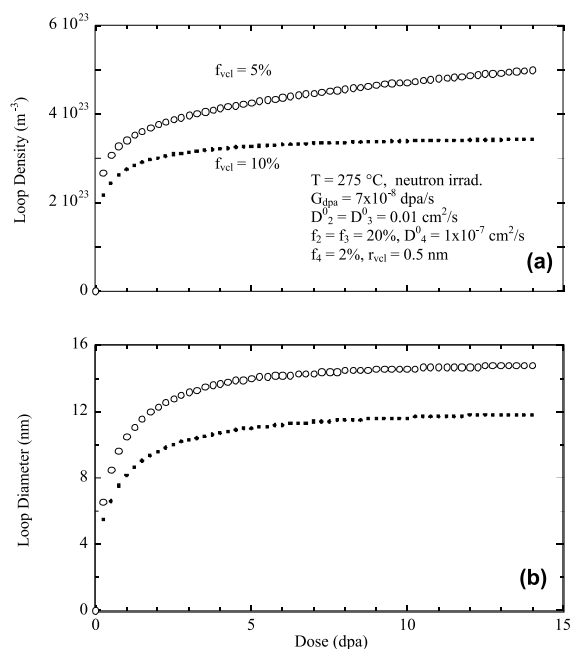 (a)
6 10²³
4 10²³
2 10²³
0
Loop Density (m⁻³)
f_vcl = 5%
f_vcl = 10%
T = 275 °C, neutron irrad.
G_dpa = 7x10⁻⁸ dpa/s
D⁰₂ = D⁰₃ = 0.01 cm²/s
f₂ = f₃ = 20%, D⁰₄ = 1x10⁻⁷ cm²/s
f₄ = 2%, r_vcl = 0.5 nm
(a)
16
12
8
4
0
Loop Diameter (nm)
(b)
0 5 10 15
Dose (dpa)